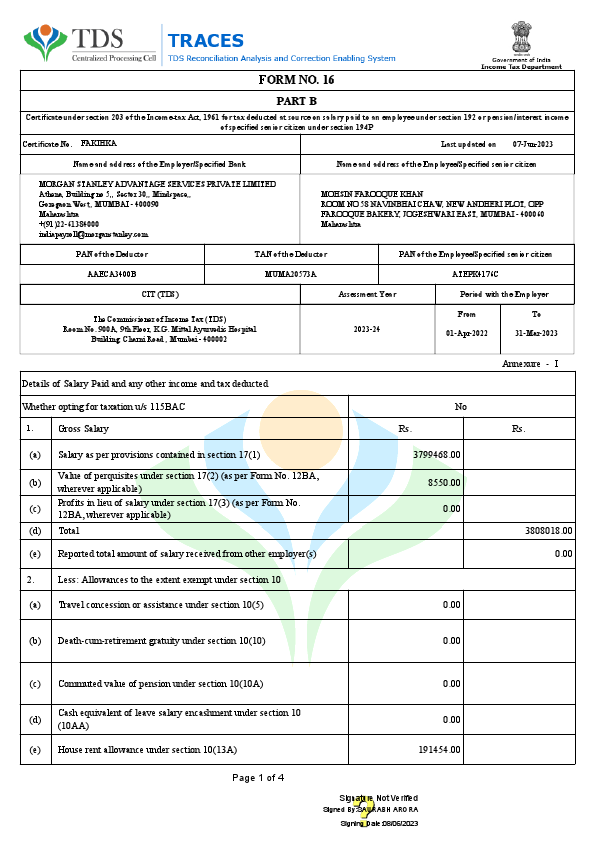 TDS
Centralized Processing Cell
TRACES
TDS Reconciliation Analysis and Correction Enabling System
Government of India
Income Tax Department
FORM NO. 16
PART B
Certificate under section 203 of the Income-tax Act, 1961 for tax deducted at source on salary paid to an employee under section 192 or pension/interest income
of specified senior citizen under section 194P
Certificate No. FAKIHKA
Last updated on 07-Jun-2023
Name and address of the Employer/Specified Bank
Name and address of the Employee/Specified senior citizen
MORGAN STANLEY ADVANTAGE SERVICES PRIVATE LIMITED
Athena, Building no 5,, Sector 30,, Mindspace,,
Goregaon West, MUMBAI - 400090
Maharashtra
+(91)22-61384000
indiapayroll@morganstanley.com
MOHSIN FAROOQUE KHAN
ROOM NO 58 NAVINBHAI CHAW, NEW ANDHERI PLOT, OPP
FAROOQUE BAKERY, JOGESHWARI EAST, MUMBAI - 400060
Maharashtra
PAN of the Deductor
TAN of the Deductor
PAN of the Employee/Specified senior citizen
AAECA3400B
MUMA20573A
ATEPK4176C
CIT (TDS)
Assessment Year
Period with the Employer
The Commissioner of Income Tax (TDS)
Room No. 900A, 9th Floor, K.G. Mittal Ayurvedic Hospital
Building, Charni Road , Mumbai - 400002
2023-24
From
To
01-Apr-2022
31-Mar-2023
Annexure - I
Details of Salary Paid and any other income and tax deducted
Whether opting for taxation u/s 115BAC No
1. Gross Salary Rs. Rs.
(a) Salary as per provisions contained in section 17(1) 3799468.00
(b) Value of perquisites under section 17(2) (as per Form No. 12BA,
wherever applicable) 8550.00
(c) Profits in lieu of salary under section 17(3) (as per Form No.
12BA, wherever applicable) 0.00
(d) Total 3808018.00
(e) Reported total amount of salary received from other employer(s) 0.00
2. Less: Allowances to the extent exempt under section 10
(a) Travel concession or assistance under section 10(5) 0.00
(b) Death-cum-retirement gratuity under section 10(10) 0.00
(c) Commuted value of pension under section 10(10A) 0.00
(d) Cash equivalent of leave salary encashment under section 10
(10AA) 0.00
(e) House rent allowance under section 10(13A) 191454.00
Page 1 of 4
Signature Not Verified
Signed By:SAURABH ARORA
Signing Date:08/06/2023